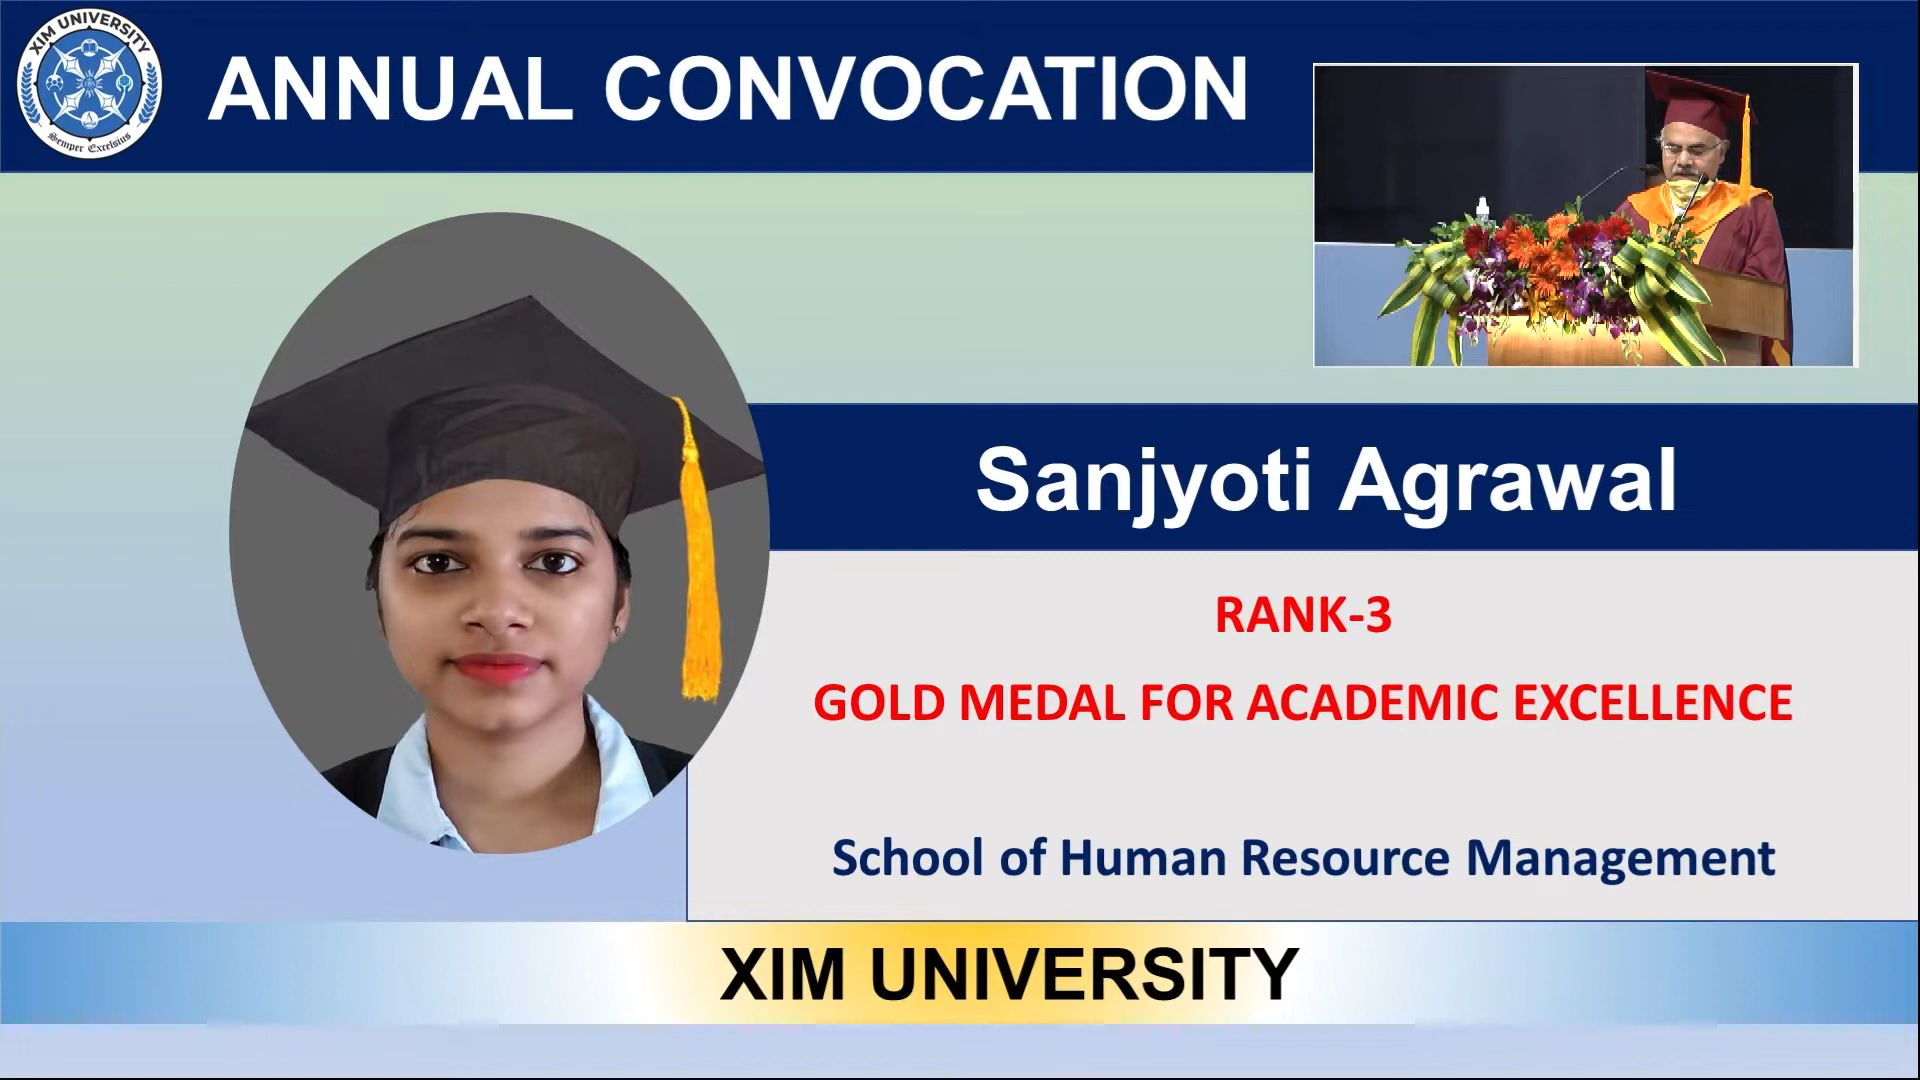 XIM UNIVERSITY
Semper Excelsius
ANNUAL CONVOCATION
Sanjyoti Agrawal
RANK-3
GOLD MEDAL FOR ACADEMIC EXCELLENCE
School of Human Resource Management
XIM UNIVERSITY